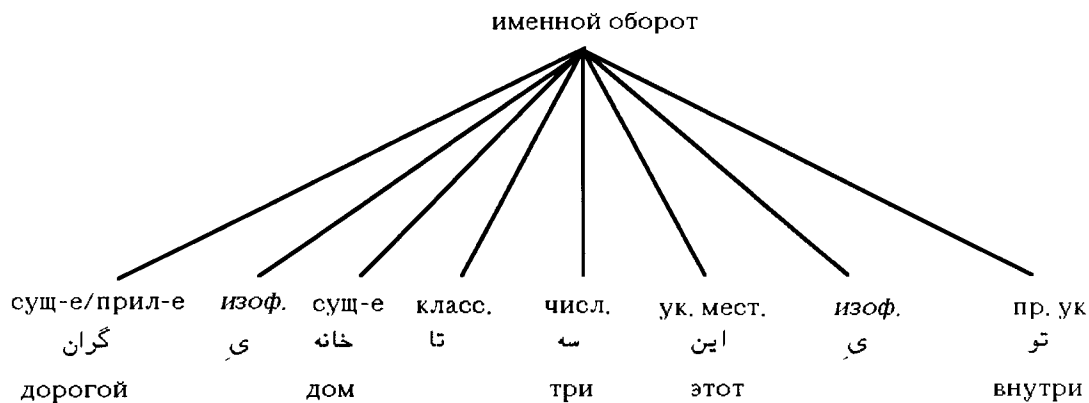 именной оборот
сущ-е/прил-е изоф. сущ-е класс. числ. ук. мест. изоф. пр. ук
گران یِ خانه تا سه این یِ تو
дорогой дом три этот внутри